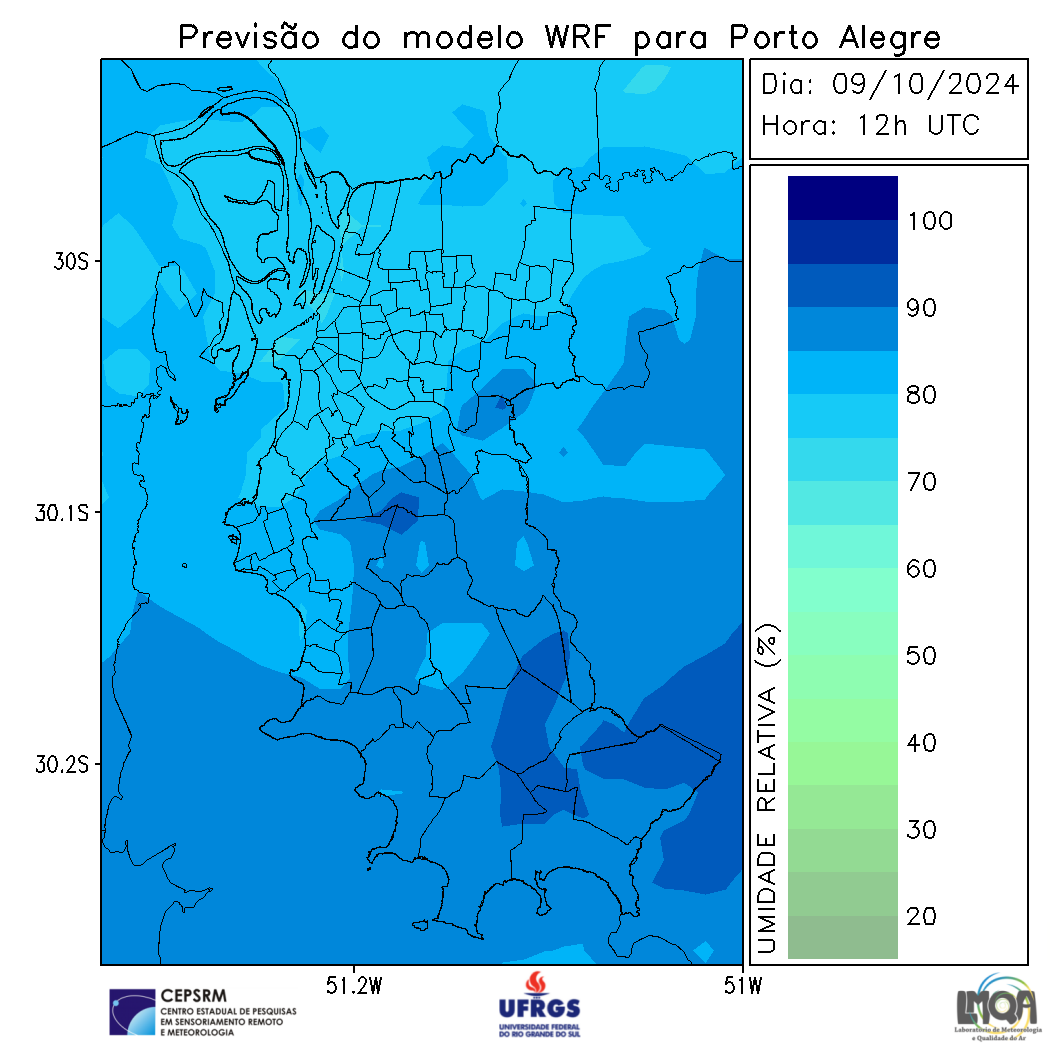 Previsão do modelo WRF para Porto Alegre
Dia: 09/10/2024
Hora: 12h UTC
100
90
80
70
60
50
40
30
20
UMIDADE RELATIVA (%)
30S
30.1S
30.2S
51.2W
51W
CEPSRM
CENTRO ESTADUAL DE PESQUISAS
EM SENSORIAMENTO REMOTO
E METEOROLOGIA
UFRGS
UNIVERSIDADE FEDERAL
DO RIO GRANDE DO SUL
LMQA
Laboratório de Meteorologia
e Qualidade do Ar